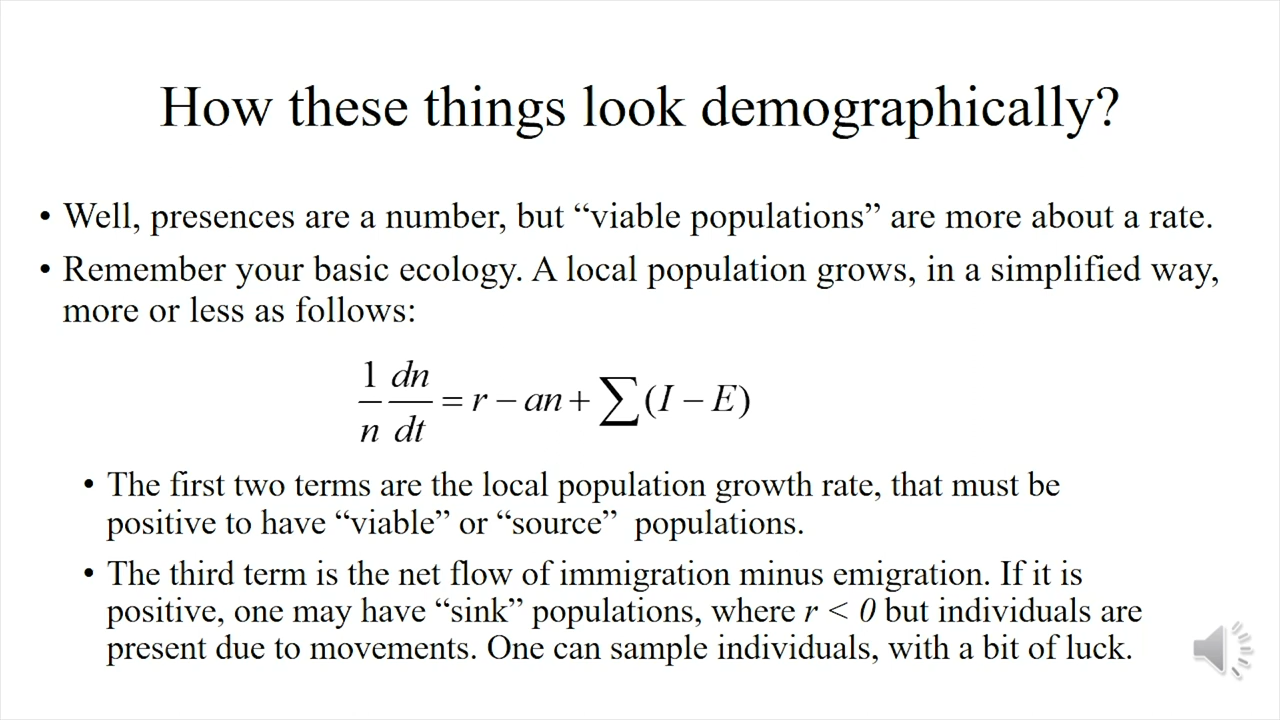 How these things look demographically?
• Well, presences are a number, but “viable populations” are more about a rate.
• Remember your basic ecology. A local population grows, in a simplified way,
more or less as follows:
1/n dn/dt = r − an + ∑(I − E)
• The first two terms are the local population growth rate, that must be
positive to have “viable” or “source” populations.
• The third term is the net flow of immigration minus emigration. If it is
positive, one may have “sink” populations, where r < 0 but individuals are
present due to movements. One can sample individuals, with a bit of luck.